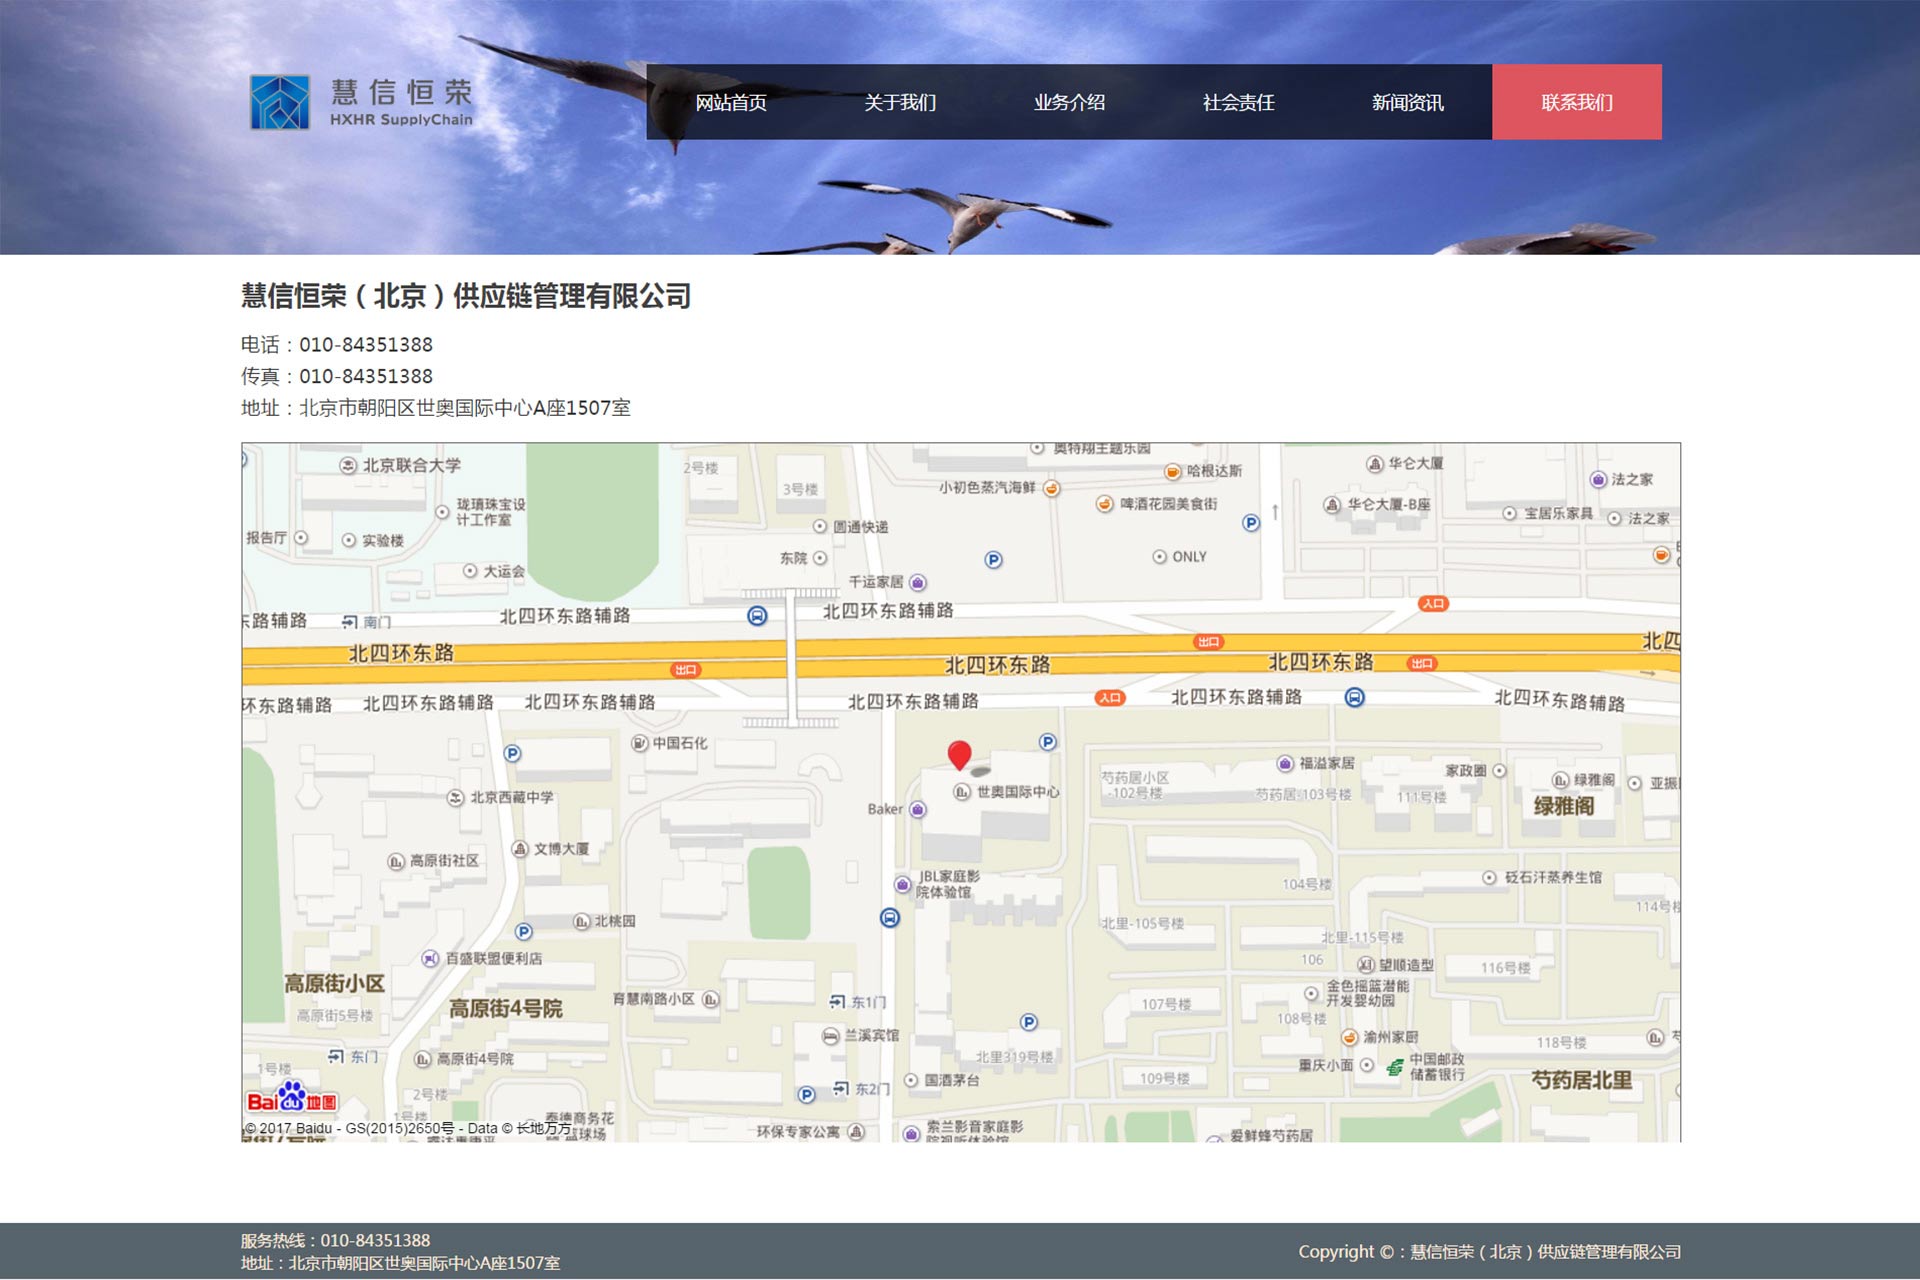 慧信恒荣
HXHR SupplyChain
网站首页
关于我们
业务介绍
社会责任
新闻资讯
联系我们
慧信恒荣（北京）供应链管理有限公司
电话：010-84351388
传真：010-84351388
地址：北京市朝阳区世奥国际中心A座1507室
北京联合大学
2号楼
3号楼
奥特翔主题乐园
小初色蒸汽海鲜
哈根达斯
华仑大厦
法之家
珑瑱珠宝设
计工作室
啤酒花园美食街
华仑大厦-B座
宝居乐家具
法之家
报告厅
实验楼
圆通快递
东院
ONLY
大运会
千运家居
东路辅路
南门
北四环东路辅路
北四环东路辅路
入口
北四环东路
出口
北四环东路
出口
北四环东路
出口
北四
环东路辅路
北四环东路辅路
北四环东路辅路
北四环东路辅路
入口
北四环东路辅路
北四环东路辅路
中国石化
福溢家居
家政圈
绿雅阁
亚振
芍药居小区
-102号楼
世奥国际中心
芍药居-103号楼
111号楼
绿雅阁
北京西藏中学
Baker
文博大厦
高原街社区
JBL家庭影
院体验馆
104号楼
砭石汗蒸养生馆
114号楼
北桃园
北里-105号楼
北里-115号楼
百盛联盟便利店
106
望顺造型
116号楼
高原街小区
高原街4号院
育慧南路小区
东1门
107号楼
金色摇篮潜能
开发婴幼园
高原街5号楼
108号楼
兰溪宾馆
渝州家厨
118号楼
东门
高原街4号院
北里319号楼
重庆小面
中国邮政
储蓄银行
1号楼
国酒茅台
109号楼
芍药居北里
2号楼
东2门
Bai du 地图
1号楼
泰德商务花
篮球场
环保专家公寓
索兰影音家庭影
院视听体验馆
爱鲜蜂芍药居
© 2017 Baidu - GS(2015)2650号 - Data © 长地万方
服务热线：010-84351388
地址：北京市朝阳区世奥国际中心A座1507室
Copyright ©：慧信恒荣（北京）供应链管理有限公司